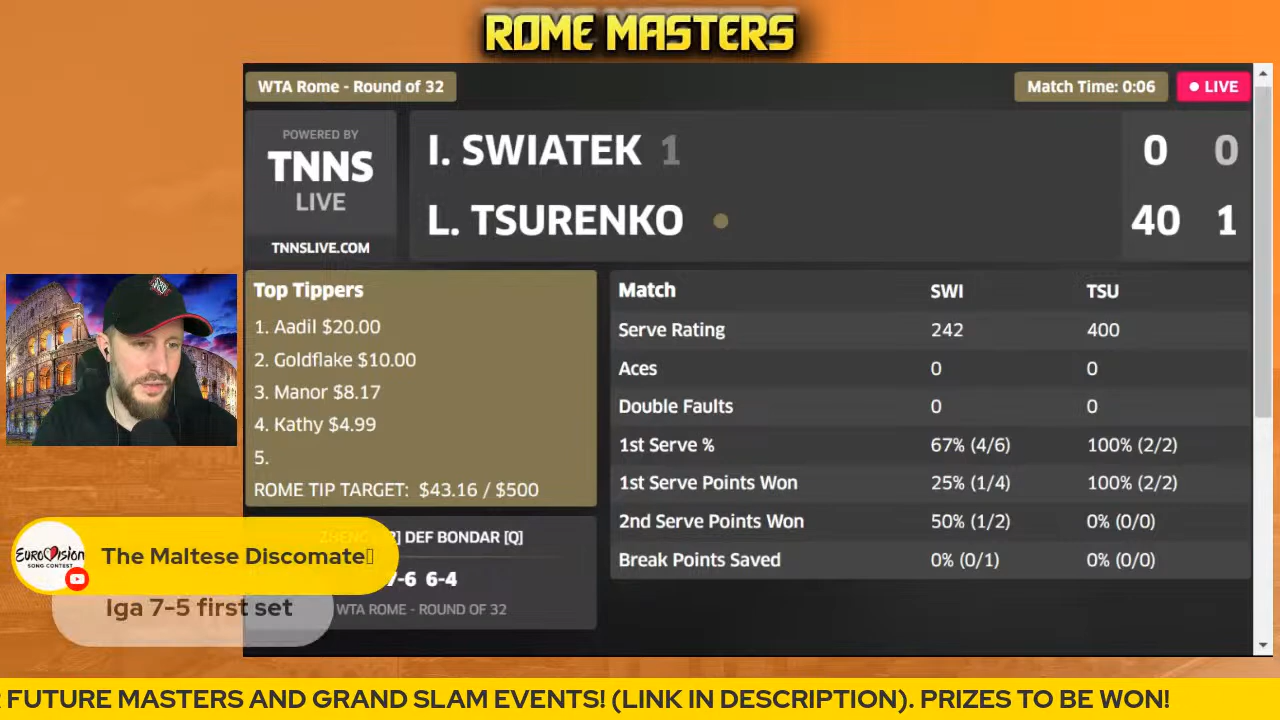 ROME MASTERS
WTA Rome - Round of 32
Match Time: 0:06
LIVE
POWERED BY
TNNS
LIVE
TNNSLIVE.COM
I. SWIATEK 1 0 0
L. TSURENKO 40 1
Top Tippers
1. Aadil $20.00
2. Goldflake $10.00
3. Manor $8.17
4. Kathy $4.99
5.
ROME TIP TARGET: $43.16 / $500
Match SWI TSU
Serve Rating 242 400
Aces 0 0
Double Faults 0 0
1st Serve % 67% (4/6) 100% (2/2)
1st Serve Points Won 25% (1/4) 100% (2/2)
2nd Serve Points Won 50% (1/2) 0% (0/0)
Break Points Saved 0% (0/1) 0% (0/0)
DEF BONDAR [Q]
7-6 6-4
WTA ROME - ROUND OF 32
EUROVISION
SONG CONTEST
The Maltese Discomate
Iga 7-5 first set
FUTURE MASTERS AND GRAND SLAM EVENTS! (LINK IN DESCRIPTION). PRIZES TO BE WON!